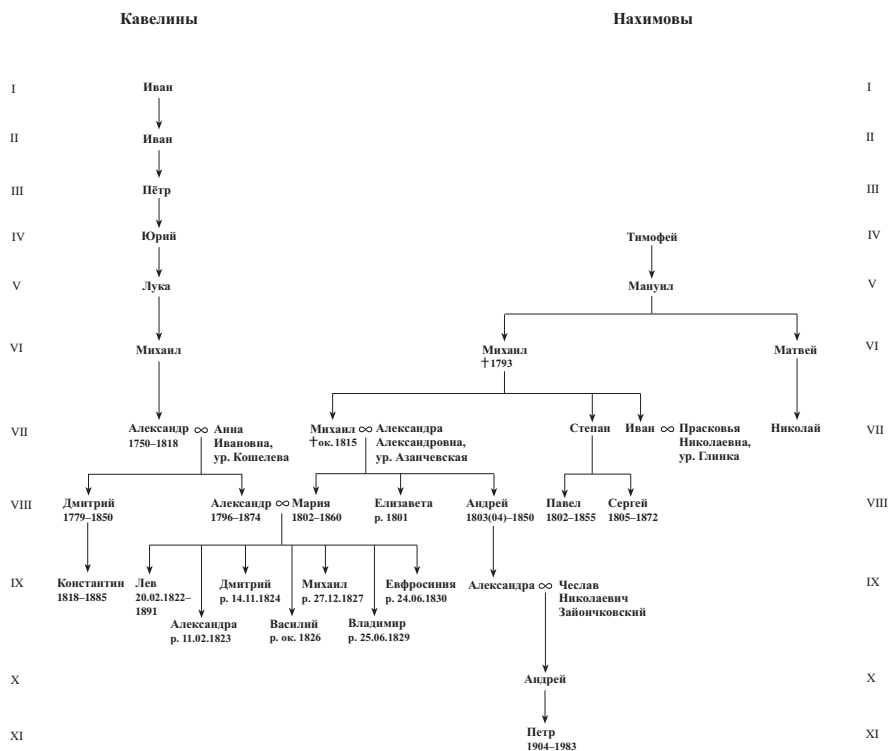 Кавелины Нахимовы
I Иван I
II Иван II
III Пётр III
IV Юрий Тимофей IV
V Лука Мануил V
VI Михаил Михаил Матвей VI
†1793
VII Александр ∞ Анна Михаил ∞ Александра Степан Иван ∞ Прасковья Николай VII
1750–1818 Ивановна, †ок. 1815 Александровна, Николаевна,
ур. Кошелева ур. Азанчевская ур. Глинка
VIII Дмитрий Александр ∞ Мария Елизавета Андрей Павел Сергей VIII
1779–1850 1796–1874 1802–1860 р. 1801 1803(04)–1850 1802–1855 1805–1872
IX Константин Лев Дмитрий Михаил Евфросиния Александра ∞ Чеслав IX
1818–1885 20.02.1822– р. 14.11.1824 р. 27.12.1827 р. 24.06.1830 Николаевич
1891 Зайончковский
Александра Василий Владимир
р. 11.02.1823 р. ок. 1826 р. 25.06.1829
X Андрей X
XI Петр XI
1904–1983